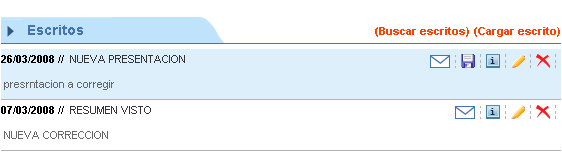 Escritos (Buscar escritos) (Cargar escrito)
26/03/2008 // NUEVA PRESENTACION
presrntacion a corregir
07/03/2008 // RESUMEN VISTO
NUEVA CORRECCION